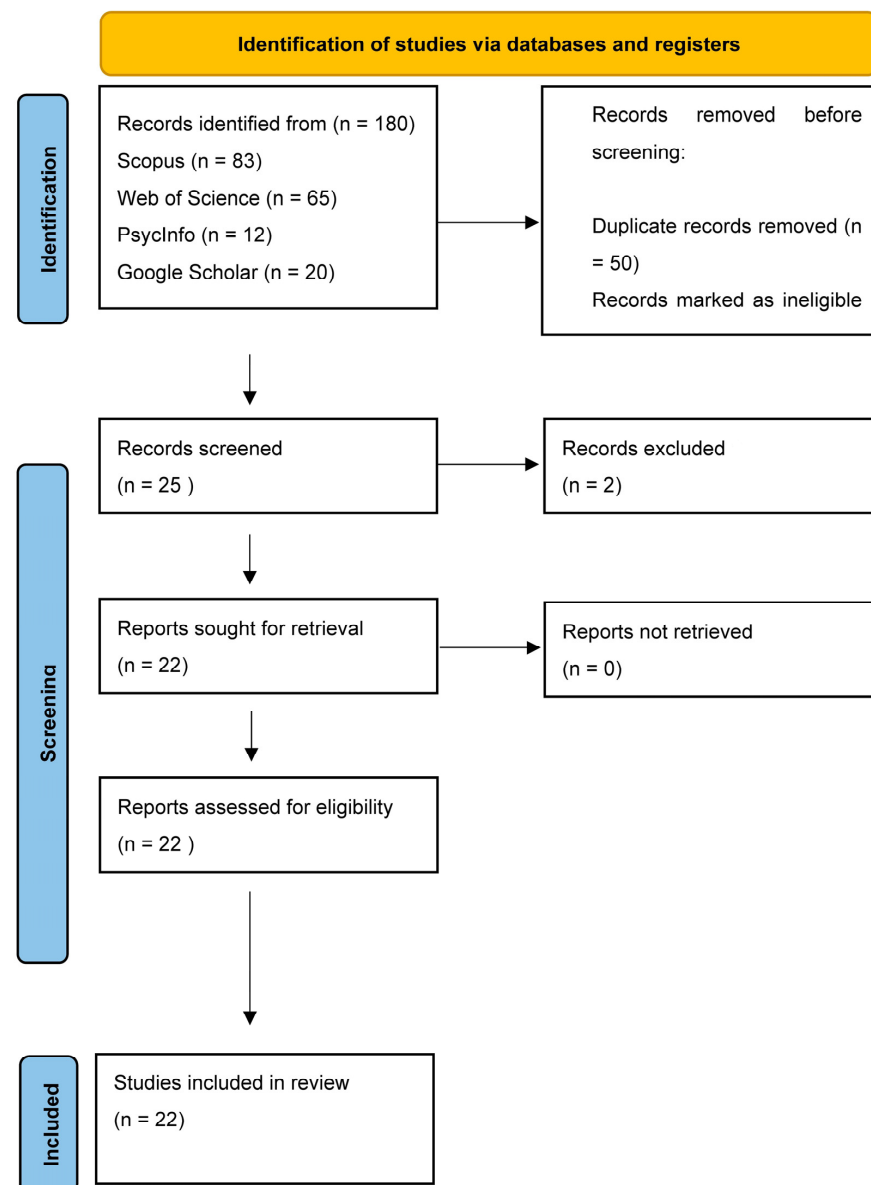 Identification of studies via databases and registers
Identification
Records identified from (n = 180)
Scopus (n = 83)
Web of Science (n = 65)
PsycInfo (n = 12)
Google Scholar (n = 20)
Records removed before
screening:
Duplicate records removed (n
= 50)
Records marked as ineligible
Screening
Records screened
(n = 25 )
Records excluded
(n = 2)
Reports sought for retrieval
(n = 22)
Reports not retrieved
(n = 0)
Reports assessed for eligibility
(n = 22 )
Included
Studies included in review
(n = 22)